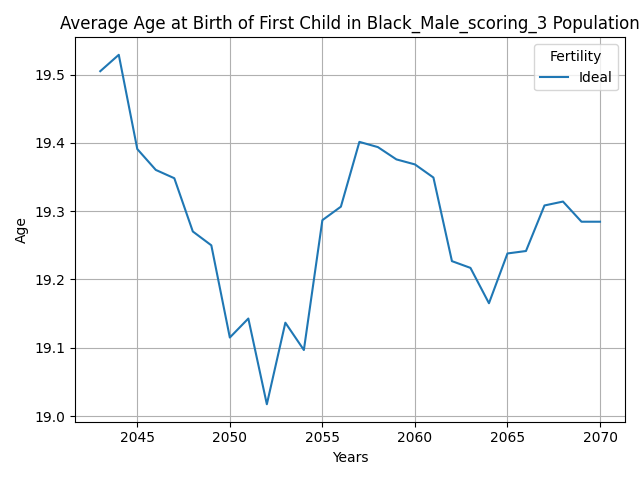 Average Age at Birth of First Child in Black_Male_scoring_3 Population
Fertility
Ideal
Age
19.5
19.4
19.3
19.2
19.1
19.0
2045 2050 2055 2060 2065 2070
Years